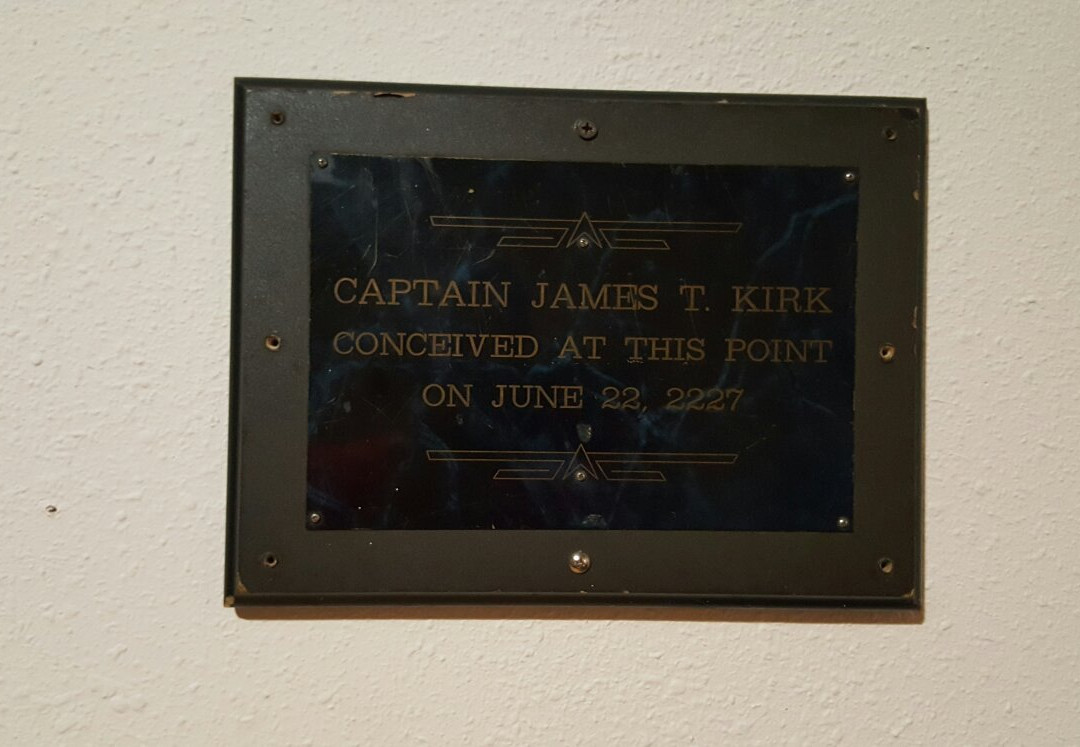 CAPTAIN JAMES T. KIRK
CONCEIVED AT THIS POINT
ON JUNE 22, 2227